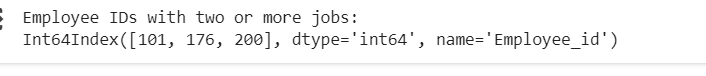 Employee IDs with two or more jobs:
Int64Index([101, 176, 200], dtype='int64', name='Employee_id')